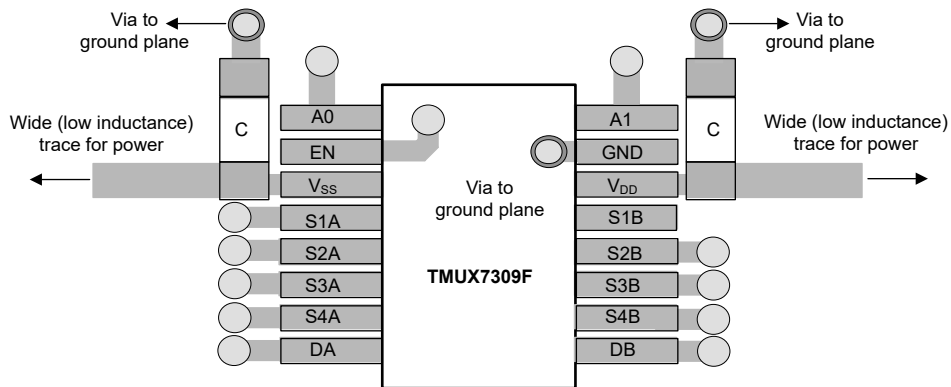 Via to
ground plane
Via to
ground plane
A0
A1
C
C
Wide (low inductance)
trace for power
Wide (low inductance)
trace for power
EN
GND
VSS
VDD
Via to
ground plane
S1A
S1B
S2A
S2B
TMUX7309F
S3A
S3B
S4A
S4B
DA
DB